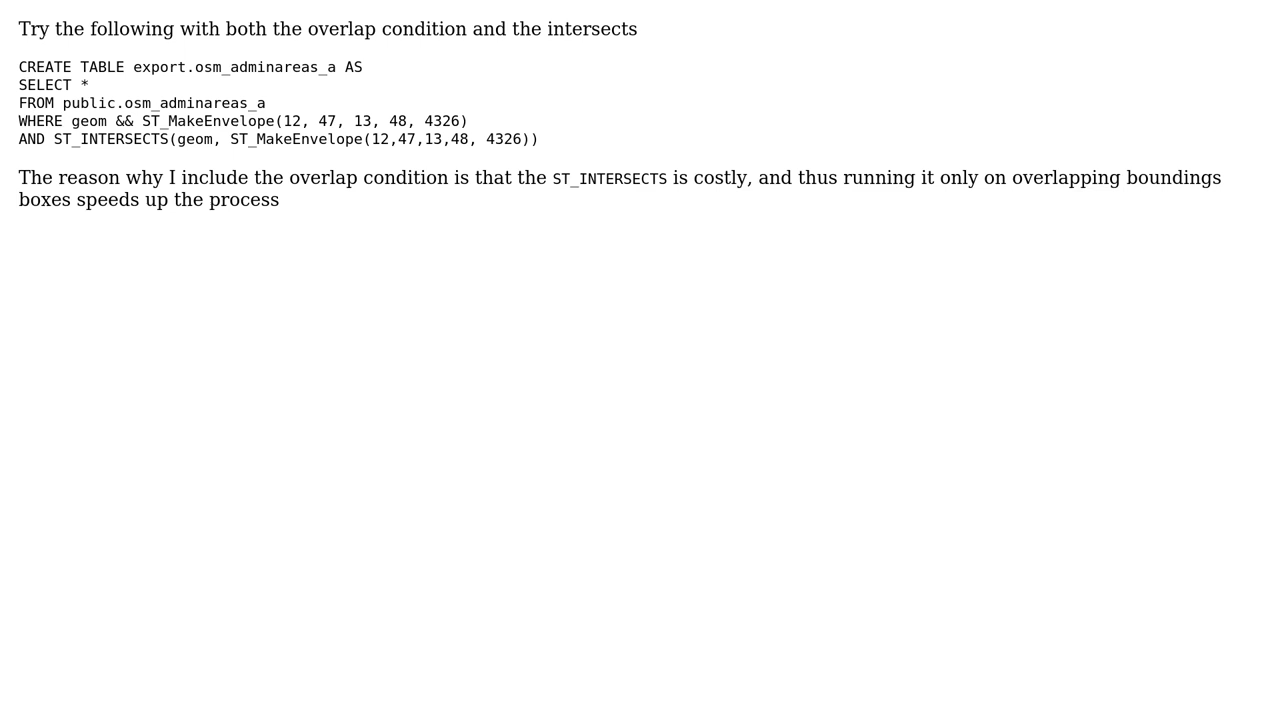 Try the following with both the overlap condition and the intersects
CREATE TABLE export.osm_adminareas_a AS
SELECT *
FROM public.osm_adminareas_a
WHERE geom && ST_MakeEnvelope(12, 47, 13, 48, 4326)
AND ST_INTERSECTS(geom, ST_MakeEnvelope(12,47,13,48, 4326))
The reason why I include the overlap condition is that the ST_INTERSECTS is costly, and thus running it only on overlapping boundings
boxes speeds up the process